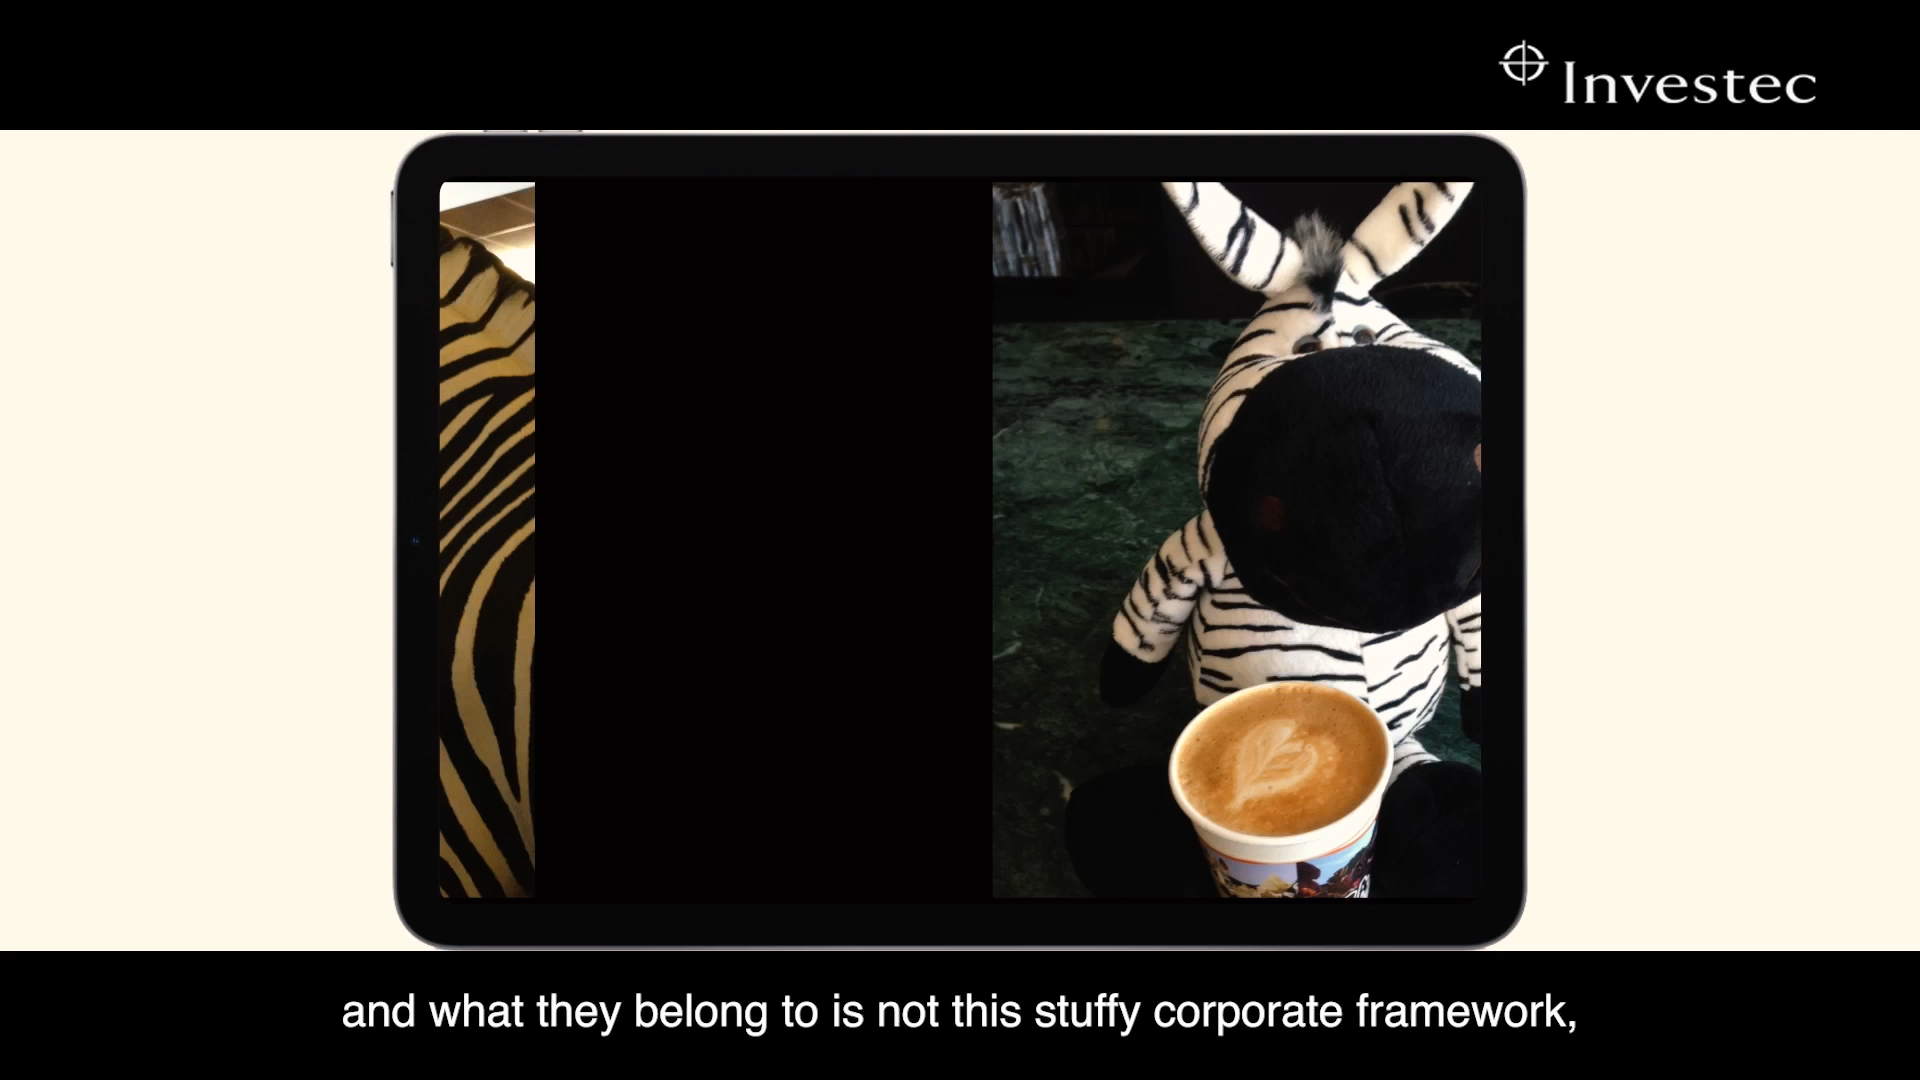 Investec
and what they belong to is not this stuffy corporate framework,